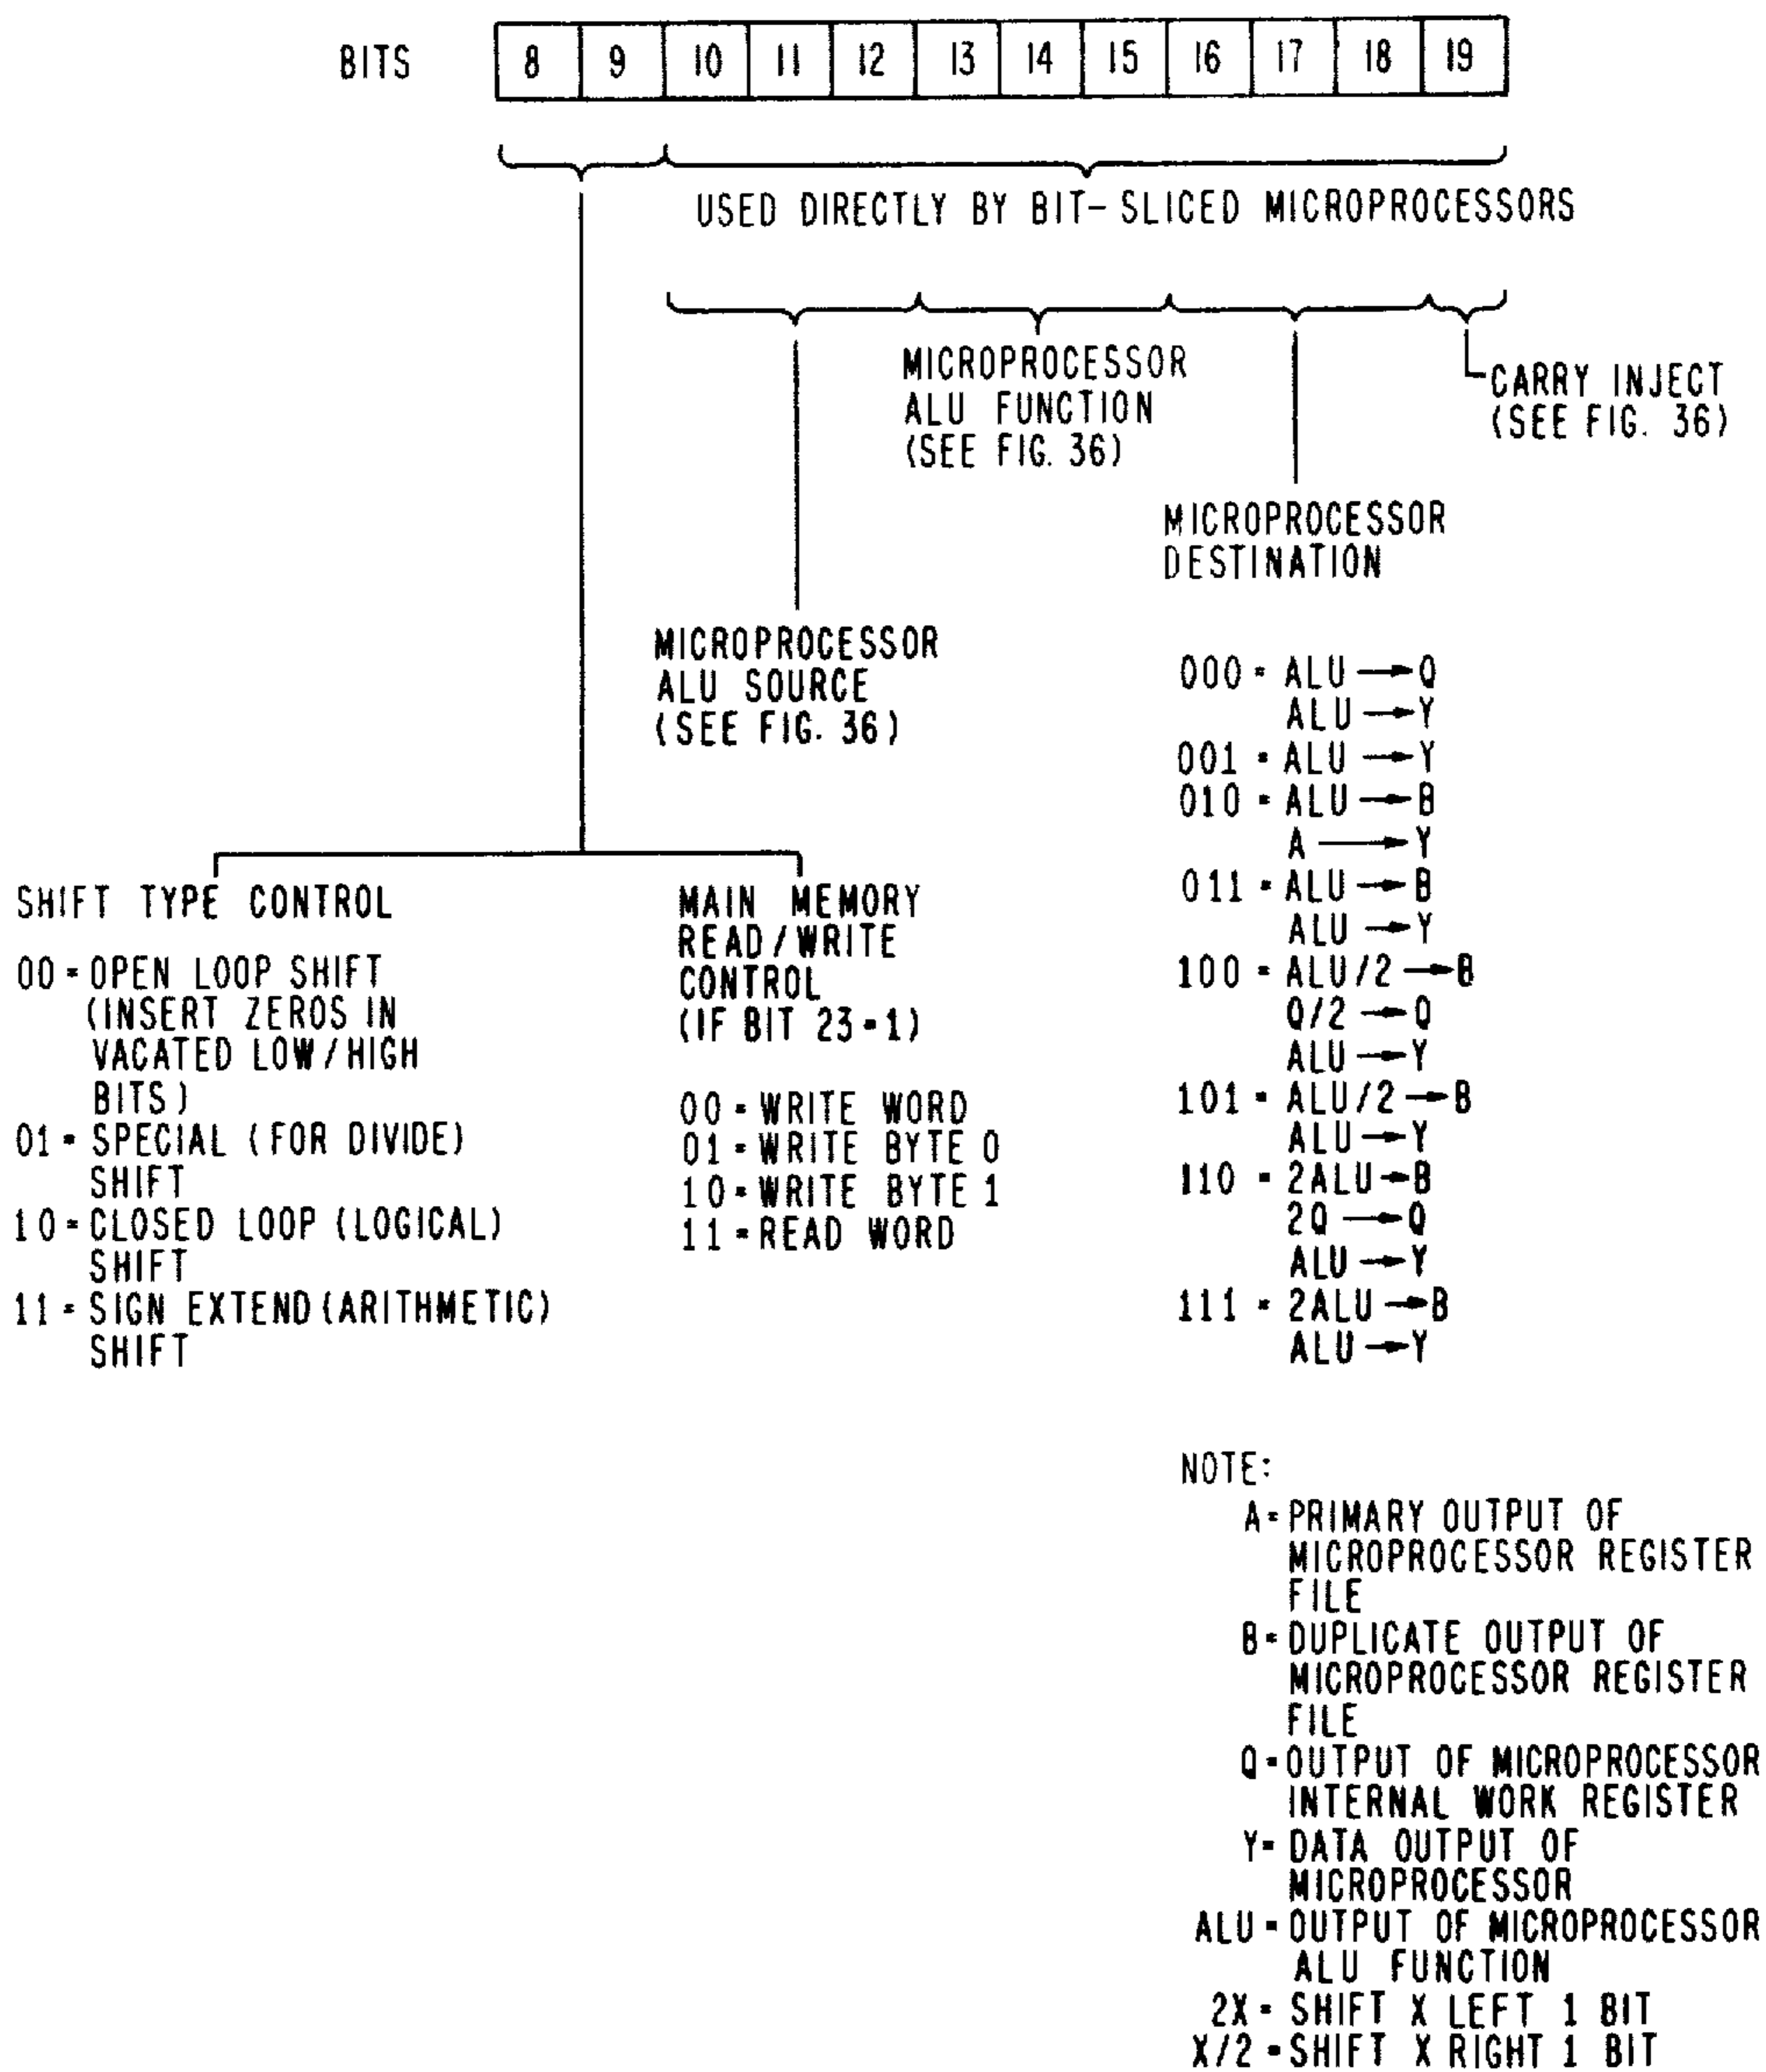 BITS 8 9 10 11 12 13 14 15 16 17 18 19
USED DIRECTLY BY BIT-SLICED MICROPROCESSORS
MICROPROCESSOR
ALU FUNCTION
(SEE FIG. 36)
CARRY INJECT
(SEE FIG. 36)
MICROPROCESSOR
DESTINATION
MICROPROCESSOR
ALU SOURCE
(SEE FIG. 36)
000 = ALU → Q
ALU → Y
001 = ALU → Y
010 = ALU → B
A → Y
011 = ALU → B
ALU → Y
100 = ALU/2 → B
Q/2 → Q
ALU → Y
101 = ALU/2 → B
ALU → Y
110 = 2ALU → B
2Q → Q
ALU → Y
111 = 2ALU → B
ALU → Y
SHIFT TYPE CONTROL
00 = OPEN LOOP SHIFT
(INSERT ZEROS IN
VACATED LOW/HIGH
BITS)
01 = SPECIAL (FOR DIVIDE)
SHIFT
10 = CLOSED LOOP (LOGICAL)
SHIFT
11 = SIGN EXTEND (ARITHMETIC)
SHIFT
MAIN MEMORY
READ/WRITE
CONTROL
(IF BIT 23=1)
00 = WRITE WORD
01 = WRITE BYTE 0
10 = WRITE BYTE 1
11 = READ WORD
NOTE:
A = PRIMARY OUTPUT OF
MICROPROCESSOR REGISTER
FILE
B = DUPLICATE OUTPUT OF
MICROPROCESSOR REGISTER
FILE
Q = OUTPUT OF MICROPROCESSOR
INTERNAL WORK REGISTER
Y = DATA OUTPUT OF
MICROPROCESSOR
ALU = OUTPUT OF MICROPROCESSOR
ALU FUNCTION
2X = SHIFT X LEFT 1 BIT
X/2 = SHIFT X RIGHT 1 BIT